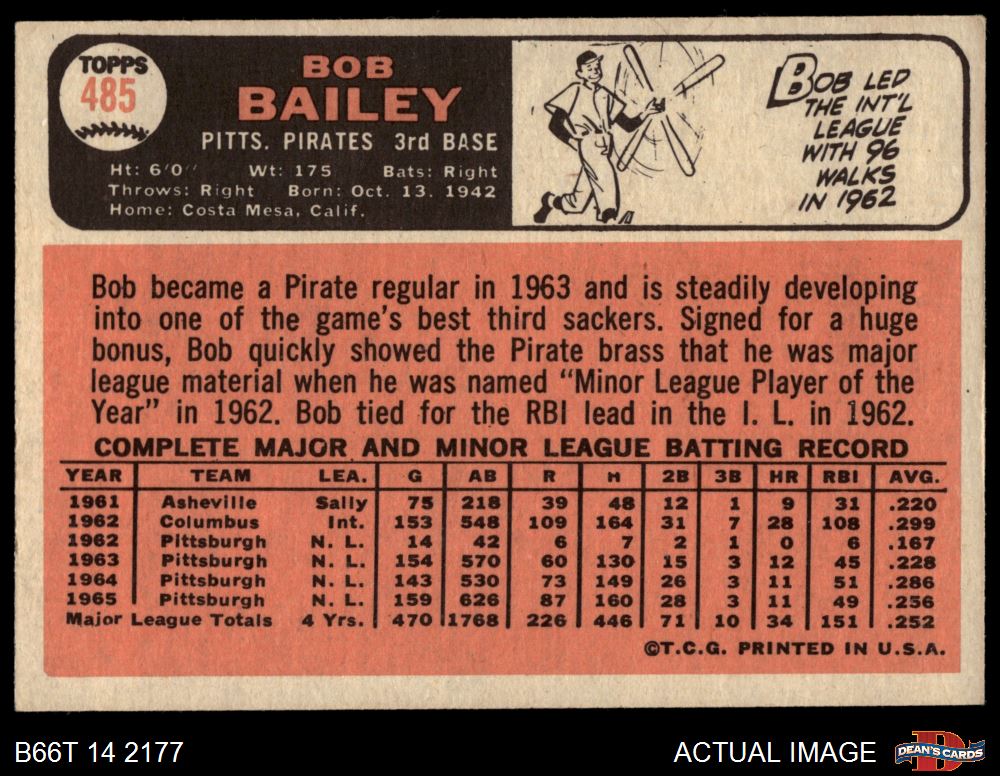 TOPPS
485
BOB
BAILEY
PITTS. PIRATES 3rd BASE
Ht: 6'0" Wt: 175 Bats: Right
Throws: Right Born: Oct. 13. 1942
Home: Costa Mesa, Calif.
BOB LED
THE INT'L
LEAGUE
WITH 96
WALKS
IN 1962
Bob became a Pirate regular in 1963 and is steadily developing
into one of the game's best third sackers. Signed for a huge
bonus, Bob quickly showed the Pirate brass that he was major
league material when he was named "Minor League Player of the
Year" in 1962. Bob tied for the RBI lead in the I. L. in 1962.
COMPLETE MAJOR AND MINOR LEAGUE BATTING RECORD
YEAR TEAM LEA. G AB R H 2B 3B HR RBI AVG.
1961 Asheville Sally 75 218 39 48 12 1 9 31 .220
1962 Columbus Int. 153 548 109 164 31 7 28 108 .299
1962 Pittsburgh N. L. 14 42 6 7 2 1 0 6 .167
1963 Pittsburgh N. L. 154 570 60 130 15 3 12 45 .228
1964 Pittsburgh N. L. 143 530 73 149 26 3 11 51 .286
1965 Pittsburgh N. L. 159 626 87 160 28 3 11 49 .256
Major League Totals 4 Yrs. 470 1768 226 446 71 10 34 151 .252
©T.C.G. PRINTED IN U.S.A.
B66T 14 2177
ACTUAL IMAGE
D
DEAN'S CARDS